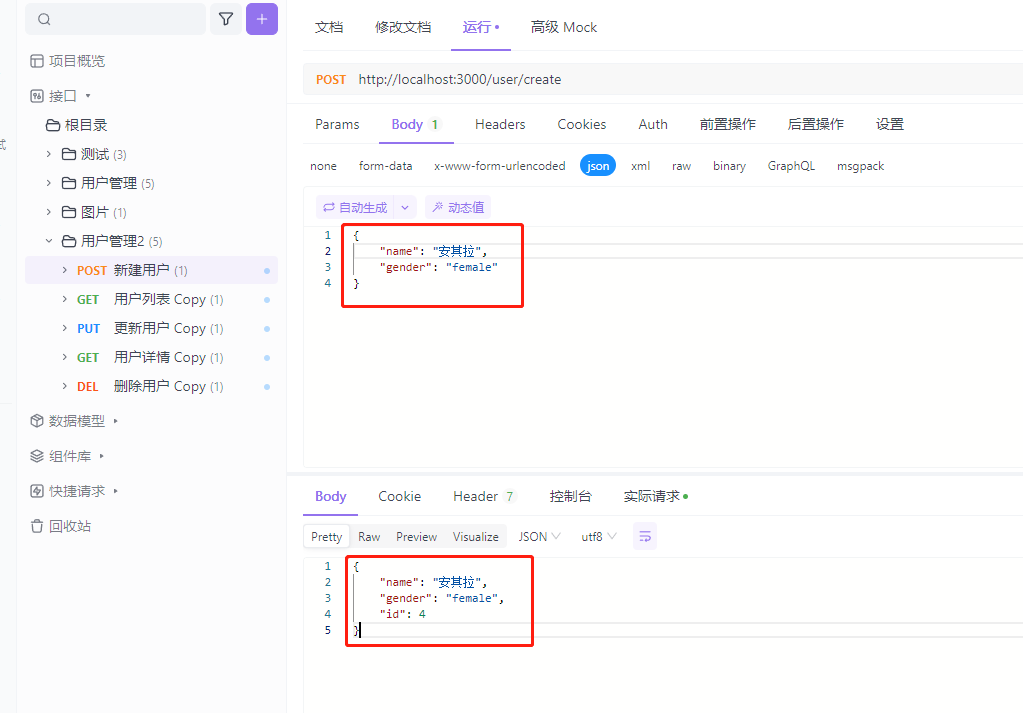 文档 修改文档 运行 高级 Mock
项目概览
接口
根目录
测试 (3)
用户管理 (5)
图片 (1)
用户管理2 (5)
POST 新建用户 (1)
GET 用户列表 Copy (1)
PUT 更新用户 Copy (1)
GET 用户详情 Copy (1)
DEL 删除用户 Copy (1)
数据模型
组件库
快捷请求
回收站
POST http://localhost:3000/user/create
Params Body 1 Headers Cookies Auth 前置操作 后置操作 设置
none form-data x-www-form-urlencoded json xml raw binary GraphQL msgpack
自动生成 动态值
1 {
2 "name": "安其拉",
3 "gender": "female"
4 }
Body Cookie Header 7 控制台 实际请求
Pretty Raw Preview Visualize JSON utf8
1 {
2 "name": "安其拉",
3 "gender": "female",
4 "id": 4
5 }